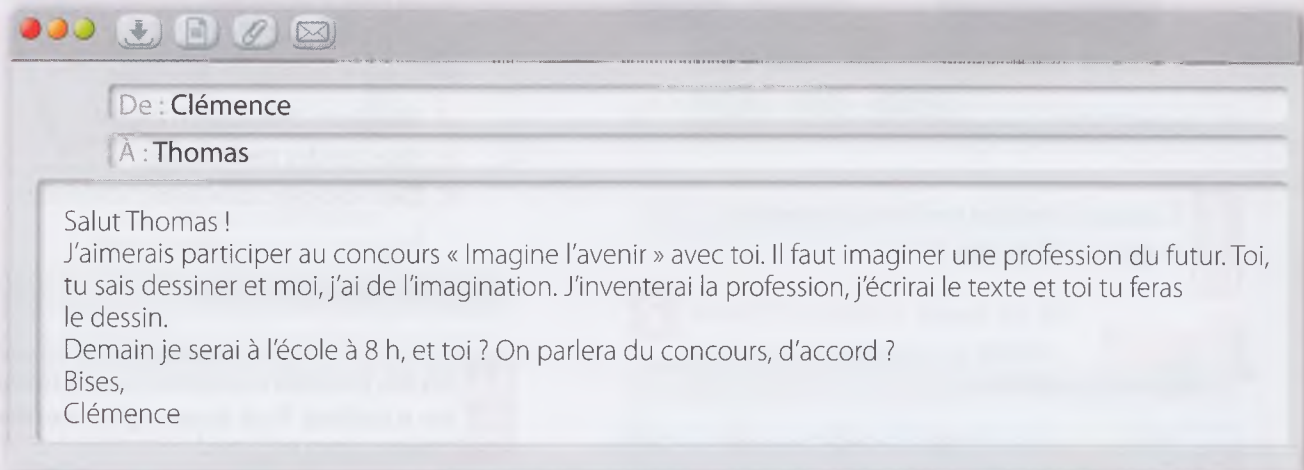 De : Clémence
À : Thomas
Salut Thomas !
J'aimerais participer au concours « Imagine l'avenir » avec toi. Il faut imaginer une profession du futur. Toi,
tu sais dessiner et moi, j'ai de l'imagination. J'inventerai la profession, j'écrirai le texte et toi tu feras
le dessin.
Demain je serai à l'école à 8 h, et toi ? On parlera du concours, d'accord ?
Bises,
Clémence